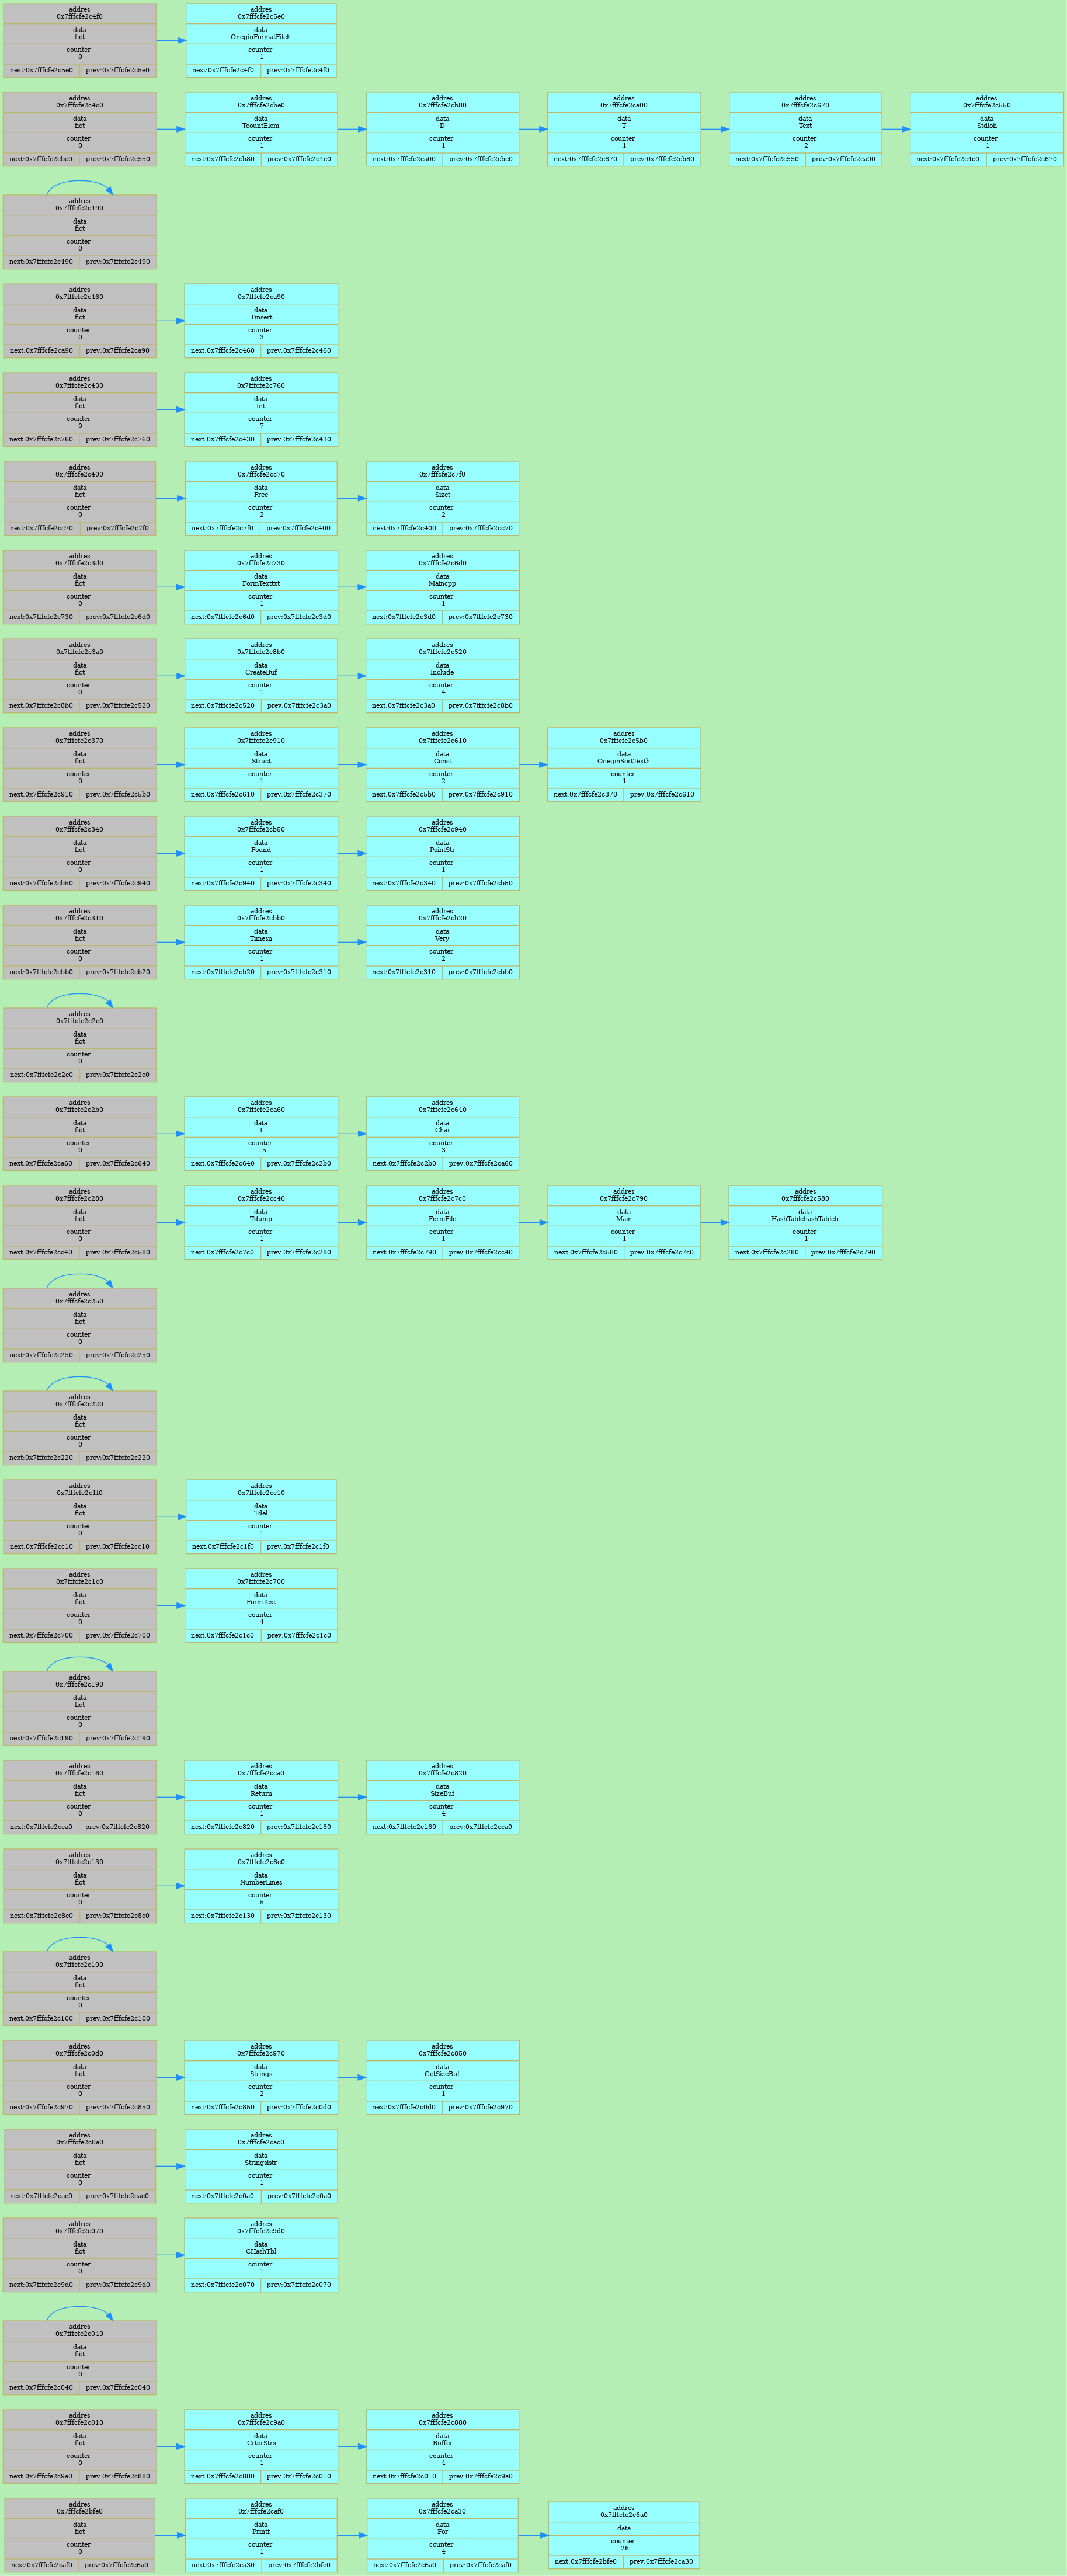 addres
0x7fffcfe2c4f0
data
fict
counter
0
next:0x7fffcfe2c5e0 prev:0x7fffcfe2c5e0
addres
0x7fffcfe2c5e0
data
OneginFormatFileh
counter
1
next:0x7fffcfe2c4f0 prev:0x7fffcfe2c4f0
addres
0x7fffcfe2c4c0
data
fict
counter
0
next:0x7fffcfe2cbe0 prev:0x7fffcfe2c550
addres
0x7fffcfe2cbe0
data
TcountElem
counter
1
next:0x7fffcfe2cb80 prev:0x7fffcfe2c4c0
addres
0x7fffcfe2cb80
data
D
counter
1
next:0x7fffcfe2ca00 prev:0x7fffcfe2cbe0
addres
0x7fffcfe2ca00
data
T
counter
1
next:0x7fffcfe2c670 prev:0x7fffcfe2cb80
addres
0x7fffcfe2c670
data
Text
counter
2
next:0x7fffcfe2c550 prev:0x7fffcfe2ca00
addres
0x7fffcfe2c550
data
Stdioh
counter
1
next:0x7fffcfe2c4c0 prev:0x7fffcfe2c670
addres
0x7fffcfe2c490
data
fict
counter
0
next:0x7fffcfe2c490 prev:0x7fffcfe2c490
addres
0x7fffcfe2c460
data
fict
counter
0
next:0x7fffcfe2ca90 prev:0x7fffcfe2ca90
addres
0x7fffcfe2ca90
data
Tinsert
counter
3
next:0x7fffcfe2c460 prev:0x7fffcfe2c460
addres
0x7fffcfe2c430
data
fict
counter
0
next:0x7fffcfe2c760 prev:0x7fffcfe2c760
addres
0x7fffcfe2c760
data
Int
counter
7
next:0x7fffcfe2c430 prev:0x7fffcfe2c430
addres
0x7fffcfe2c400
data
fict
counter
0
next:0x7fffcfe2cc70 prev:0x7fffcfe2c7f0
addres
0x7fffcfe2cc70
data
Free
counter
2
next:0x7fffcfe2c7f0 prev:0x7fffcfe2c400
addres
0x7fffcfe2c7f0
data
Sizet
counter
2
next:0x7fffcfe2c400 prev:0x7fffcfe2cc70
addres
0x7fffcfe2c3d0
data
fict
counter
0
next:0x7fffcfe2c730 prev:0x7fffcfe2c6d0
addres
0x7fffcfe2c730
data
FormTexttxt
counter
1
next:0x7fffcfe2c6d0 prev:0x7fffcfe2c3d0
addres
0x7fffcfe2c6d0
data
Maincpp
counter
1
next:0x7fffcfe2c3d0 prev:0x7fffcfe2c730
addres
0x7fffcfe2c3a0
data
fict
counter
0
next:0x7fffcfe2c8b0 prev:0x7fffcfe2c520
addres
0x7fffcfe2c8b0
data
CreateBuf
counter
1
next:0x7fffcfe2c520 prev:0x7fffcfe2c3a0
addres
0x7fffcfe2c520
data
Include
counter
4
next:0x7fffcfe2c3a0 prev:0x7fffcfe2c8b0
addres
0x7fffcfe2c370
data
fict
counter
0
next:0x7fffcfe2c910 prev:0x7fffcfe2c5b0
addres
0x7fffcfe2c910
data
Struct
counter
1
next:0x7fffcfe2c610 prev:0x7fffcfe2c370
addres
0x7fffcfe2c610
data
Const
counter
2
next:0x7fffcfe2c5b0 prev:0x7fffcfe2c910
addres
0x7fffcfe2c5b0
data
OneginSortTexth
counter
1
next:0x7fffcfe2c370 prev:0x7fffcfe2c610
addres
0x7fffcfe2c340
data
fict
counter
0
next:0x7fffcfe2cb50 prev:0x7fffcfe2c940
addres
0x7fffcfe2cb50
data
Found
counter
1
next:0x7fffcfe2c940 prev:0x7fffcfe2c340
addres
0x7fffcfe2c940
data
PointStr
counter
1
next:0x7fffcfe2c340 prev:0x7fffcfe2cb50
addres
0x7fffcfe2c310
data
fict
counter
0
next:0x7fffcfe2cbb0 prev:0x7fffcfe2cb20
addres
0x7fffcfe2cbb0
data
Timesn
counter
1
next:0x7fffcfe2cb20 prev:0x7fffcfe2c310
addres
0x7fffcfe2cb20
data
Very
counter
2
next:0x7fffcfe2c310 prev:0x7fffcfe2cbb0
addres
0x7fffcfe2c2e0
data
fict
counter
0
next:0x7fffcfe2c2e0 prev:0x7fffcfe2c2e0
addres
0x7fffcfe2c2b0
data
fict
counter
0
next:0x7fffcfe2ca60 prev:0x7fffcfe2c640
addres
0x7fffcfe2ca60
data
I
counter
15
next:0x7fffcfe2c640 prev:0x7fffcfe2c2b0
addres
0x7fffcfe2c640
data
Char
counter
3
next:0x7fffcfe2c2b0 prev:0x7fffcfe2ca60
addres
0x7fffcfe2c280
data
fict
counter
0
next:0x7fffcfe2cc40 prev:0x7fffcfe2c580
addres
0x7fffcfe2cc40
data
Tdump
counter
1
next:0x7fffcfe2c7c0 prev:0x7fffcfe2c280
addres
0x7fffcfe2c7c0
data
FormFile
counter
1
next:0x7fffcfe2c790 prev:0x7fffcfe2cc40
addres
0x7fffcfe2c790
data
Main
counter
1
next:0x7fffcfe2c580 prev:0x7fffcfe2c7c0
addres
0x7fffcfe2c580
data
HashTablehashTableh
counter
1
next:0x7fffcfe2c280 prev:0x7fffcfe2c790
addres
0x7fffcfe2c250
data
fict
counter
0
next:0x7fffcfe2c250 prev:0x7fffcfe2c250
addres
0x7fffcfe2c220
data
fict
counter
0
next:0x7fffcfe2c220 prev:0x7fffcfe2c220
addres
0x7fffcfe2c1f0
data
fict
counter
0
next:0x7fffcfe2cc10 prev:0x7fffcfe2cc10
addres
0x7fffcfe2cc10
data
Tdel
counter
1
next:0x7fffcfe2c1f0 prev:0x7fffcfe2c1f0
addres
0x7fffcfe2c1c0
data
fict
counter
0
next:0x7fffcfe2c700 prev:0x7fffcfe2c700
addres
0x7fffcfe2c700
data
FormText
counter
4
next:0x7fffcfe2c1c0 prev:0x7fffcfe2c1c0
addres
0x7fffcfe2c190
data
fict
counter
0
next:0x7fffcfe2c190 prev:0x7fffcfe2c190
addres
0x7fffcfe2c160
data
fict
counter
0
next:0x7fffcfe2cca0 prev:0x7fffcfe2c820
addres
0x7fffcfe2cca0
data
Return
counter
1
next:0x7fffcfe2c820 prev:0x7fffcfe2c160
addres
0x7fffcfe2c820
data
SizeBuf
counter
4
next:0x7fffcfe2c160 prev:0x7fffcfe2cca0
addres
0x7fffcfe2c130
data
fict
counter
0
next:0x7fffcfe2c8e0 prev:0x7fffcfe2c8e0
addres
0x7fffcfe2c8e0
data
NumberLines
counter
5
next:0x7fffcfe2c130 prev:0x7fffcfe2c130
addres
0x7fffcfe2c100
data
fict
counter
0
next:0x7fffcfe2c100 prev:0x7fffcfe2c100
addres
0x7fffcfe2c0d0
data
fict
counter
0
next:0x7fffcfe2c970 prev:0x7fffcfe2c850
addres
0x7fffcfe2c970
data
Strings
counter
2
next:0x7fffcfe2c850 prev:0x7fffcfe2c0d0
addres
0x7fffcfe2c850
data
GetSizeBuf
counter
1
next:0x7fffcfe2c0d0 prev:0x7fffcfe2c970
addres
0x7fffcfe2c0a0
data
fict
counter
0
next:0x7fffcfe2cac0 prev:0x7fffcfe2cac0
addres
0x7fffcfe2cac0
data
Stringsistr
counter
1
next:0x7fffcfe2c0a0 prev:0x7fffcfe2c0a0
addres
0x7fffcfe2c070
data
fict
counter
0
next:0x7fffcfe2c9d0 prev:0x7fffcfe2c9d0
addres
0x7fffcfe2c9d0
data
CHashTbl
counter
1
next:0x7fffcfe2c070 prev:0x7fffcfe2c070
addres
0x7fffcfe2c040
data
fict
counter
0
next:0x7fffcfe2c040 prev:0x7fffcfe2c040
addres
0x7fffcfe2c010
data
fict
counter
0
next:0x7fffcfe2c9a0 prev:0x7fffcfe2c880
addres
0x7fffcfe2c9a0
data
CrtorStrs
counter
1
next:0x7fffcfe2c880 prev:0x7fffcfe2c010
addres
0x7fffcfe2c880
data
Buffer
counter
4
next:0x7fffcfe2c010 prev:0x7fffcfe2c9a0
addres
0x7fffcfe2bfe0
data
fict
counter
0
next:0x7fffcfe2caf0 prev:0x7fffcfe2c6a0
addres
0x7fffcfe2caf0
data
Printf
counter
1
next:0x7fffcfe2ca30 prev:0x7fffcfe2bfe0
addres
0x7fffcfe2ca30
data
For
counter
4
next:0x7fffcfe2c6a0 prev:0x7fffcfe2caf0
addres
0x7fffcfe2c6a0
data
counter
26
next:0x7fffcfe2bfe0 prev:0x7fffcfe2ca30